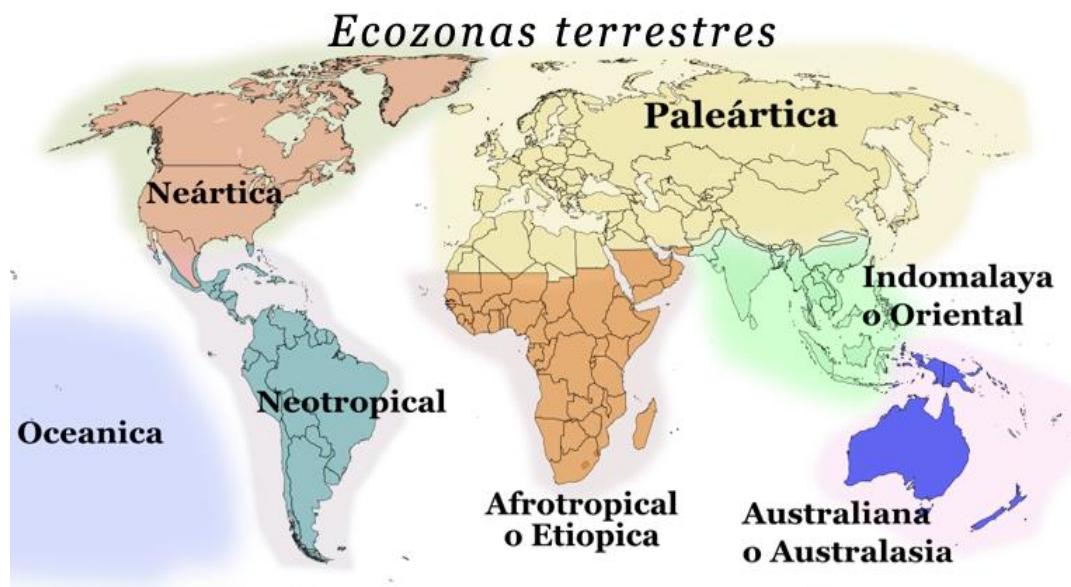 Ecozonas terrestres
Paleártica
Neártica
Indomalaya
o Oriental
Neotropical
Oceanica
Afrotropical
o Etiopica
Australiana
o Australasia